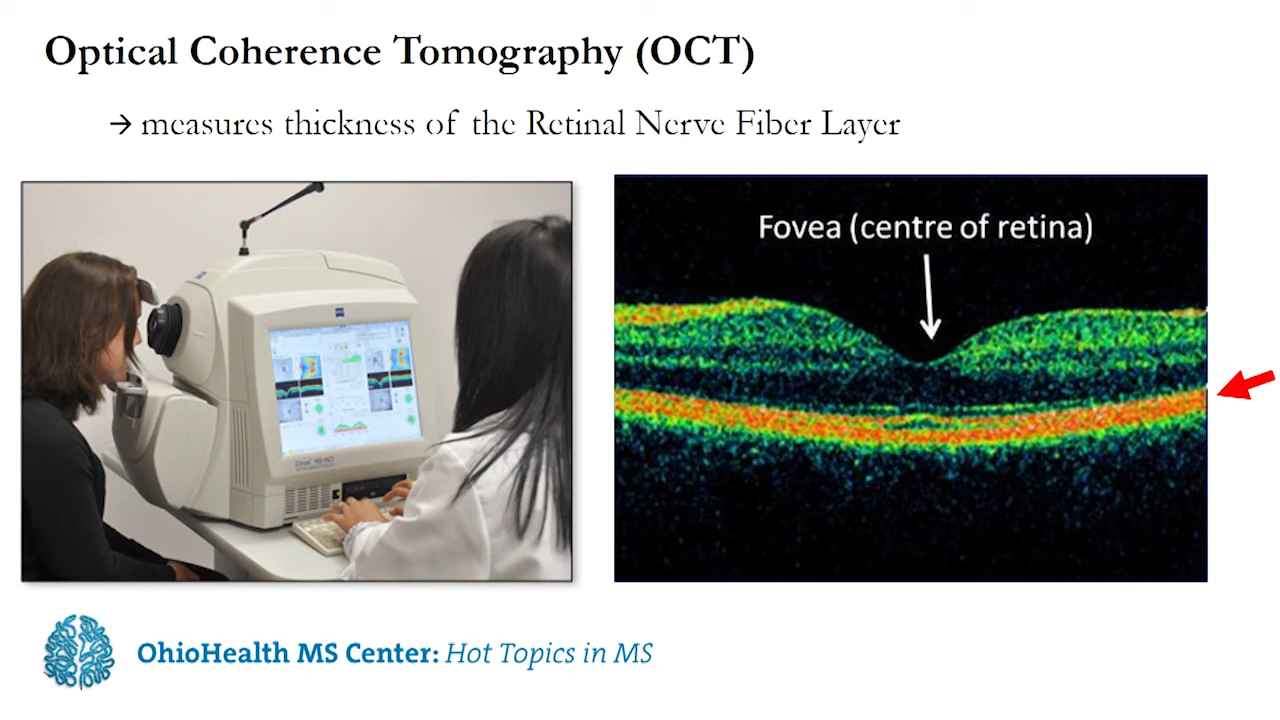 Optical Coherence Tomography (OCT)
→ measures thickness of the Retinal Nerve Fiber Layer
Fovea (centre of retina)
OhioHealth MS Center: Hot Topics in MS